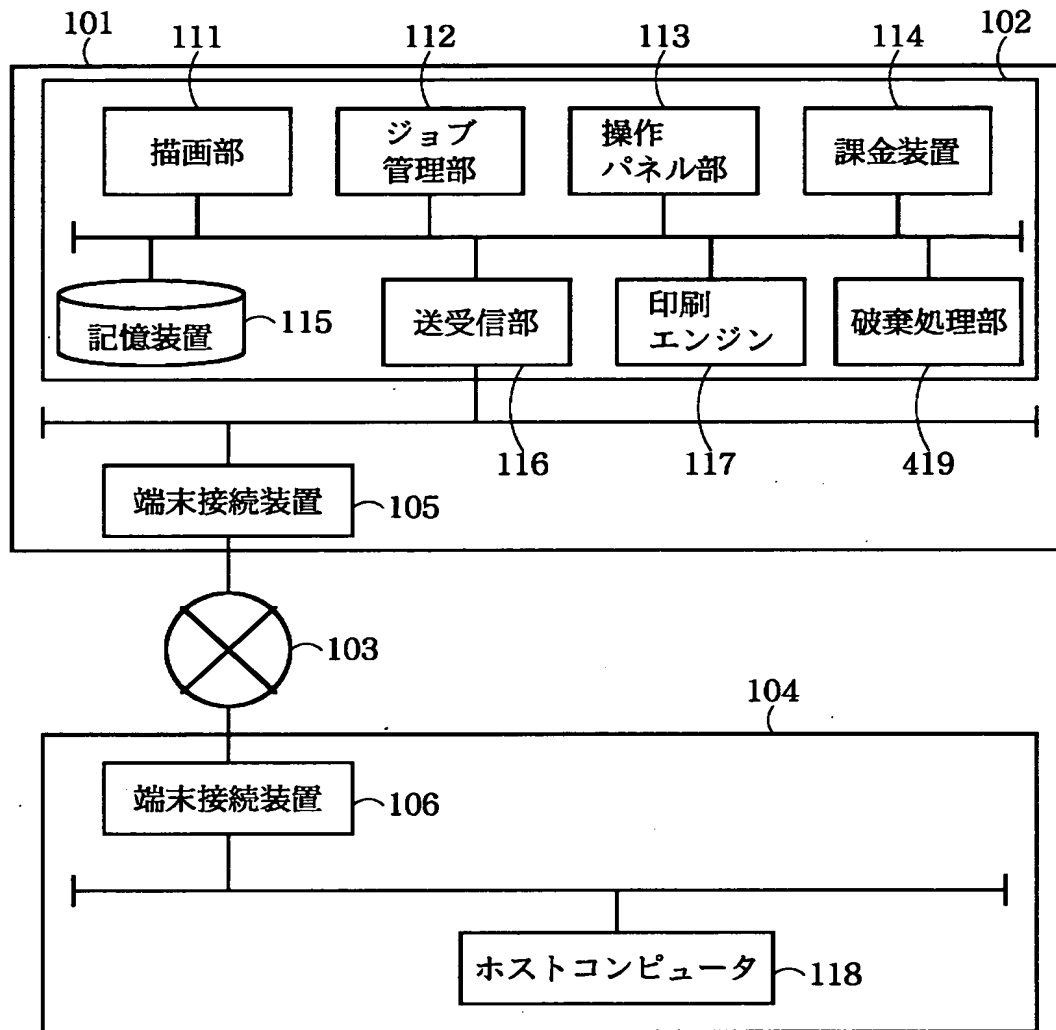 101
111
112
113
114
102
描画部
ジョブ
管理部
操作
パネル部
課金装置
記憶装置
115
送受信部
印刷
エンジン
破棄処理部
116
117
419
端末接続装置
105
103
104
端末接続装置
106
ホストコンピュータ
118